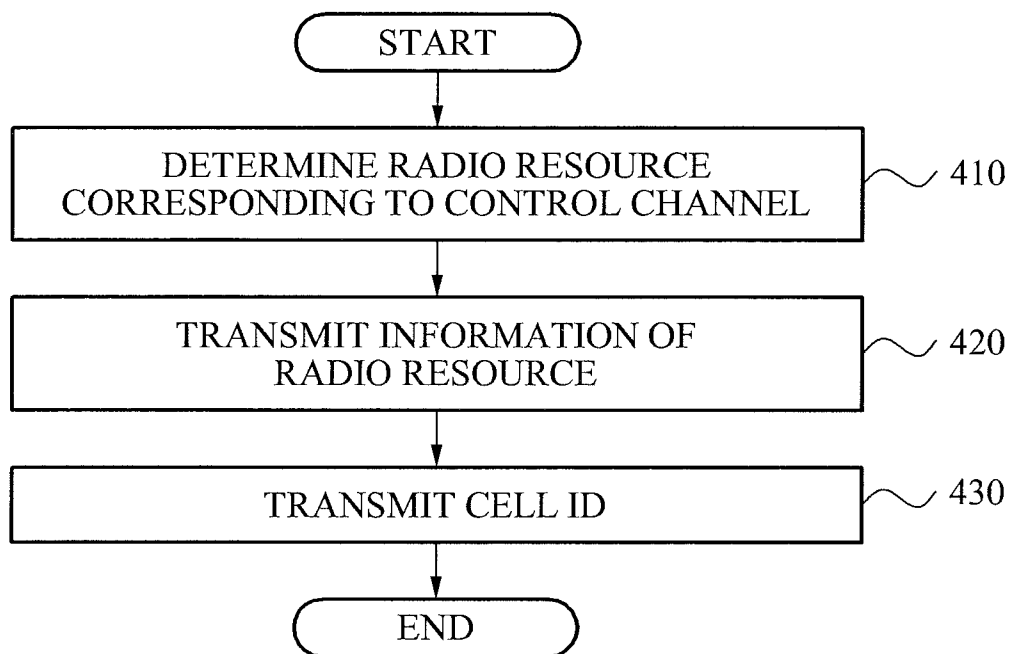 START
DETERMINE RADIO RESOURCE
CORRESPONDING TO CONTROL CHANNEL
410
TRANSMIT INFORMATION OF
RADIO RESOURCE
420
TRANSMIT CELL ID
430
END